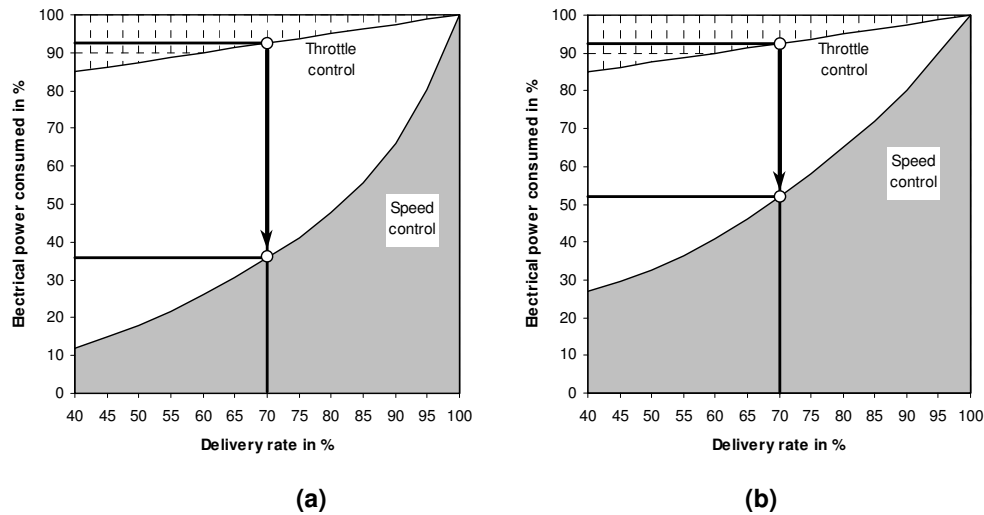 Electrical power consumed in %
100
90
80
70
60
50
40
30
20
10
0
Throttle
control
Speed
control
40 45 50 55 60 65 70 75 80 85 90 95 100
Delivery rate in %
(a)
Electrical power consumed in %
100
90
80
70
60
50
40
30
20
10
0
Throttle
control
Speed
control
40 45 50 55 60 65 70 75 80 85 90 95 100
Delivery rate in %
(b)